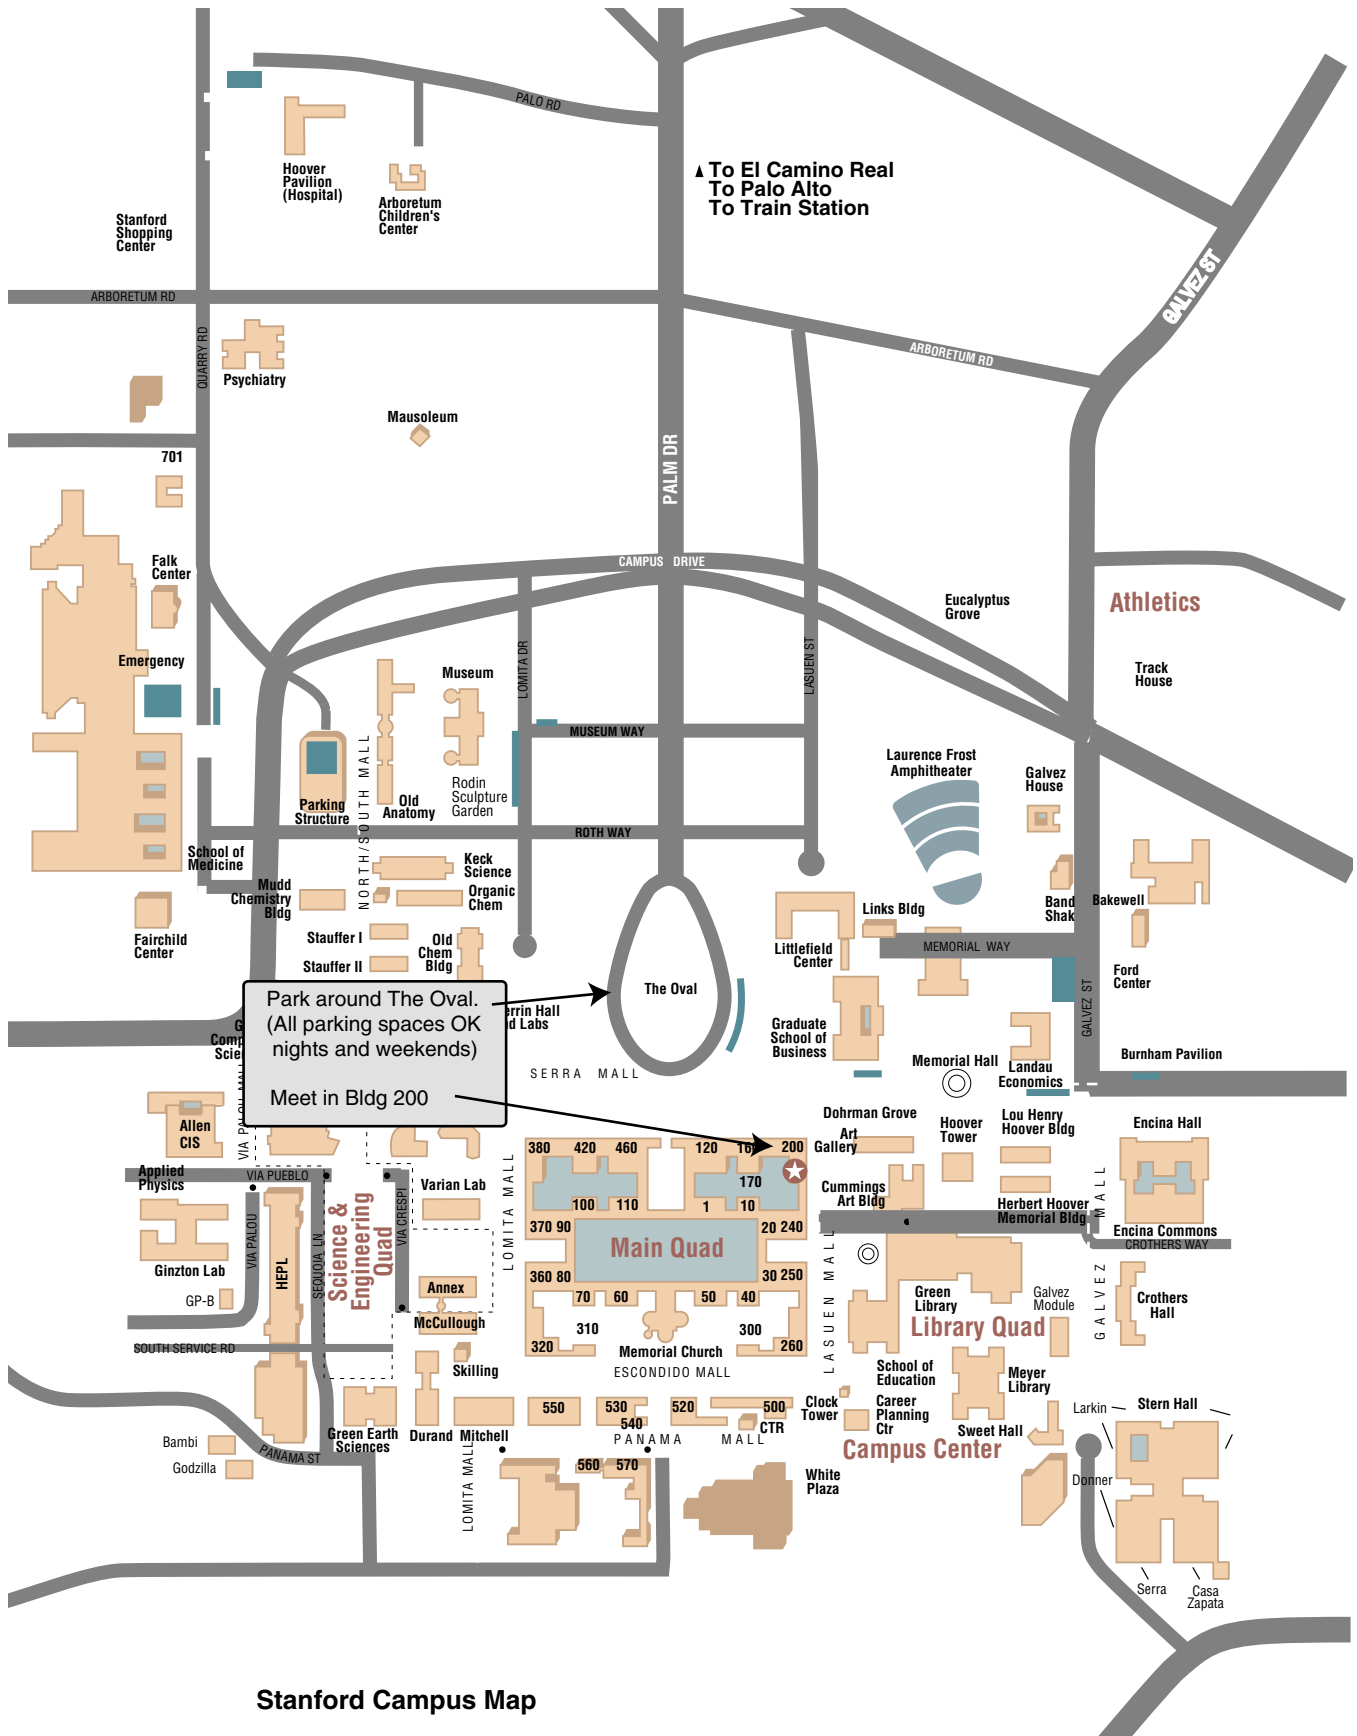 PALO RD
Hoover
Pavilion
(Hospital)
Arboretum
Children's
Center
To El Camino Real
To Palo Alto
To Train Station
Stanford
Shopping
Center
ARBORETUM RD
GALVEZ ST
QUARRY RD
Psychiatry
ARBORETUM RD
Mausoleum
701
PALM DR
Falk
Center
CAMPUS DRIVE
Eucalyptus
Grove
Athletics
Emergency
Museum
LOMITA DR
LASUEN ST
Track
House
MUSEUM WAY
NORTH/SOUTH MALL
Laurence Frost
Amphitheater
Galvez
House
Rodin
Sculpture
Garden
Parking
Structure
Old
Anatomy
ROTH WAY
School of
Medicine
Keck
Science
Mudd
Chemistry
Bldg
Organic
Chem
Band
Shak
Bakewell
Links Bldg
Fairchild
Center
Stauffer I
Old
Chem
Bldg
Stauffer II
Littlefield
Center
MEMORIAL WAY
Ford
Center
The Oval
GALVEZ ST
Park around The Oval.
(All parking spaces OK
nights and weekends)
Meet in Bldg 200
errin Hall
d Labs
G
Comp
Scien
Graduate
School of
Business
SERRA MALL
Memorial Hall
Landau
Economics
Burnham Pavilion
VIA PALOU MALL
Allen
CIS
Dohrman Grove
Art
Gallery
Hoover
Tower
Lou Henry
Hoover Bldg
Encina Hall
380 420 460
120 16 200
Applied
Physics
VIA PUEBLO
170
Varian Lab
LOMITA MALL
100 110
1 10
Cummings
Art Bldg
Herbert Hoover
Memorial Bldg
GALVEZ MALL
Encina Commons
CROTHERS WAY
370 90
20 240
Main Quad
Science &
Engineering
Quad
VIA CRESPI
VIA PALOU
HEPL
SEQUOIA LN
LASUEN MALL
Ginzton Lab
360 80
30 250
GP-B
Annex
70 60
50 40
Green
Library
Galvez
Module
Crothers
Hall
McCullough
310
300
Library Quad
SOUTH SERVICE RD
320
Memorial Church
260
Skilling
ESCONDIDO MALL
School of
Education
Meyer
Library
Clock
Tower
Career
Planning
Ctr
Larkin
Stern Hall
550
530
540
520
500
CTR
Green Earth
Sciences
Durand
Mitchell
PANAMA MALL
Sweet Hall
Campus Center
Bambi
Godzilla
PANAMA ST
LOMITA MALL
560 570
White
Plaza
Donner
Serra
Casa
Zapata
Stanford Campus Map